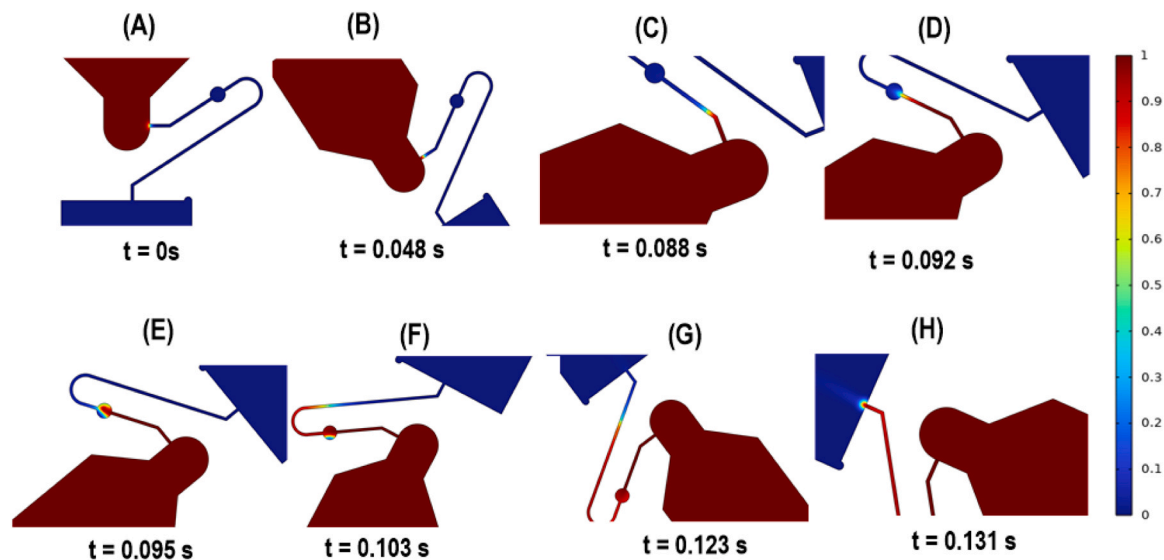 (A)
(B)
(C)
(D)
t = 0s
t = 0.048 s
t = 0.088 s
t = 0.092 s
(E)
(F)
(G)
(H)
t = 0.095 s
t = 0.103 s
t = 0.123 s
t = 0.131 s
1
0.9
0.8
0.7
0.6
0.5
0.4
0.3
0.2
0.1
0